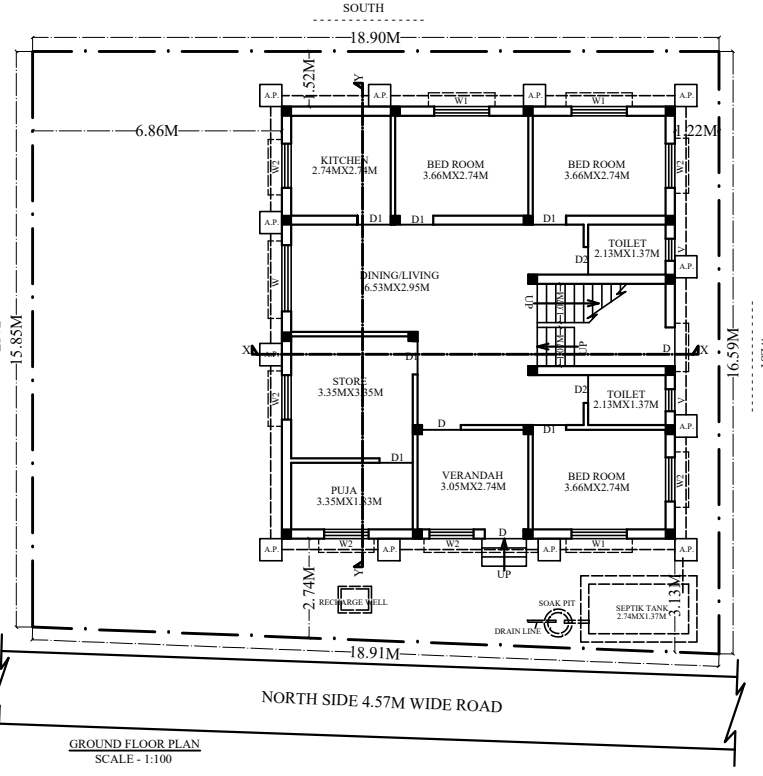 SOUTH
18.90M
1.52M
Y
A.P.
A.P.
A.P.
A.P.
W1
W1
6.86M
1.22M
KITCHEN
2.74MX2.74M
BED ROOM
3.66MX2.74M
BED ROOM
3.66MX2.74M
W2
W2
A.P.
D1
D1
D1
TOILET
2.13MX1.37M
V
D2
A.P.
DINING/LIVING
6.53MX2.95M
W
UP
1.07M
15.85M
16.59M
X
A.P.
D1
UP
D
X
STORE
3.35MX3.35M
W2
D2
TOILET
2.13MX1.37M
V
D
D1
A.P.
D1
PUJA
3.35MX1.83M
VERANDAH
3.05MX2.74M
BED ROOM
3.66MX2.74M
W2
D
A.P.
W2
A.P.
W2
A.P.
W1
A.P.
UP
Y
2.74M
3.13M
RECHARGE WELL
SOAK PIT
SEPTIK TANK
2.74MX1.37M
DRAIN LINE
18.91M
NORTH SIDE 4.57M WIDE ROAD
GROUND FLOOR PLAN
SCALE - 1:100